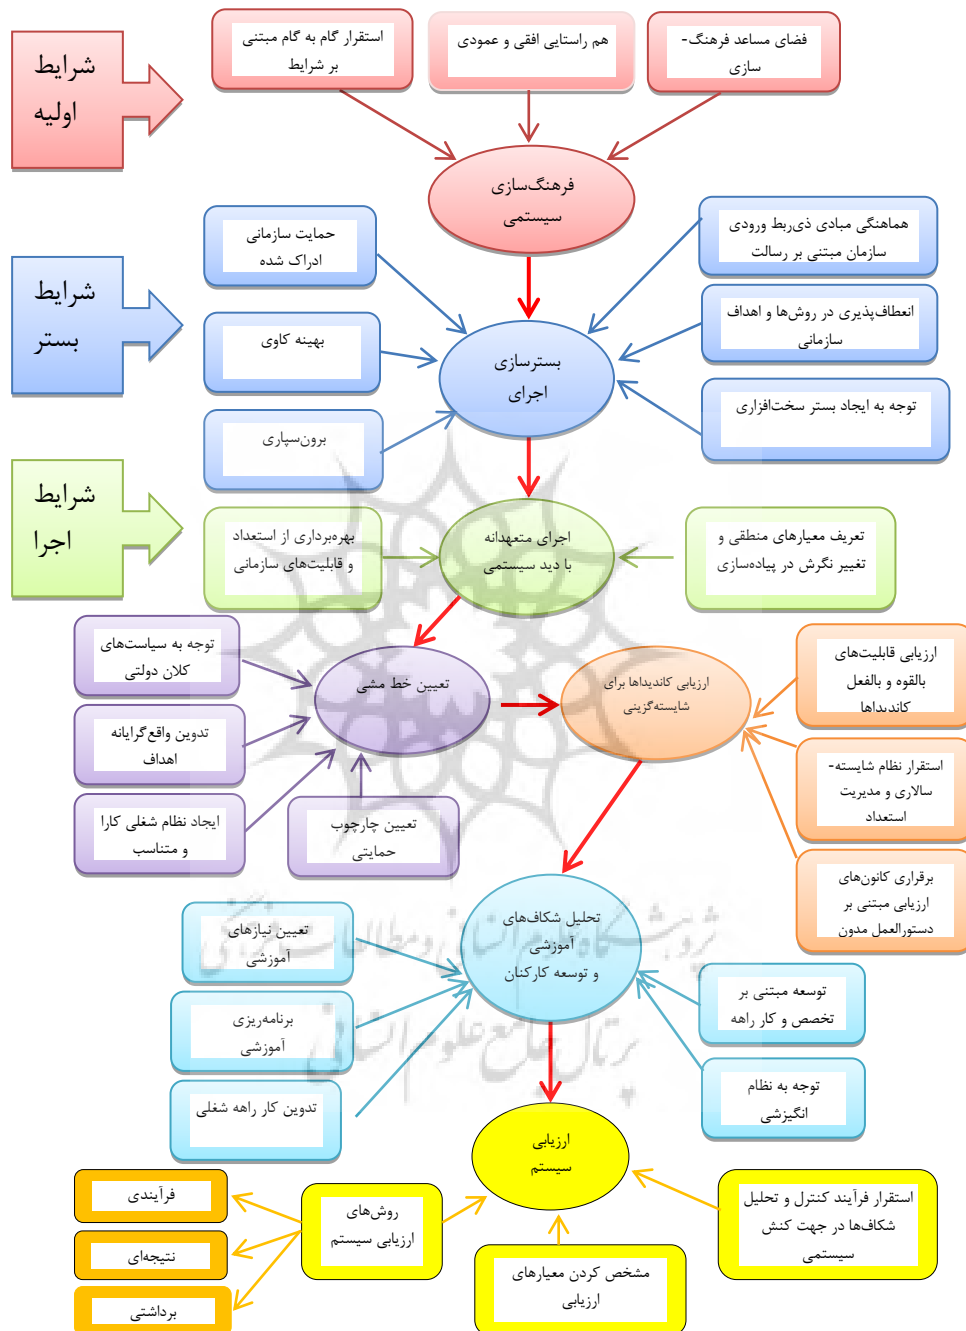 شرایط
اولیه
فضای مساعد فرهنگ-
سازی
هم راستایی افقی و عمودی
استقرار گام به گام مبتنی
بر شرایط
فرهنگ‌سازی
سیستمی
شرایط
بستر
هماهنگی مبادی ذی‌ربط ورودی
سازمان مبتنی بر رسالت
انعطاف‌پذیری در روش‌ها و اهداف
سازمانی
توجه به ایجاد بستر سخت‌افزاری
حمایت سازمانی
ادراک شده
بهینه کاوی
برون‌سپاری
بسترسازی
اجرای
شرایط
اجرا
تعریف معیارهای منطقی و
تغییر نگرش در پیاده‌سازی
اجرای متعهدانه
با دید سیستمی
بهره‌برداری از استعداد
و قابلیت‌های سازمانی
ارزیابی قابلیت‌های
بالقوه و بالفعل
کاندیداها
استقرار نظام شایسته-
سالاری و مدیریت
استعداد
برقراری کانون‌های
ارزیابی مبتنی بر
دستورالعمل مدون
ارزیابی کاندیداها برای
شایسته‌گزینی
تعیین خط مشی
توجه به سیاست‌های
کلان دولتی
تدوین واقع‌گرایانه
اهداف
ایجاد نظام شغلی کارا
و متناسب
تعیین چارچوب
حمایتی
تحلیل شکاف‌های
آموزشی
و توسعه کارکنان
تعیین نیازهای
آموزشی
برنامه‌ریزی
آموزشی
تدوین کار راهه شغلی
توسعه مبتنی بر
تخصص و کار راهه
توجه به نظام
انگیزشی
پژوهشگاه علوم انسانی و مطالعات فرهنگی
پرتال جامع علوم انسانی
ارزیابی
سیستم
استقرار فرآیند کنترل و تحلیل
شکاف‌ها در جهت کنش
سیستمی
مشخص کردن معیارهای
ارزیابی
روش‌های
ارزیابی سیستم
فرآیندی
نتیجه‌ای
برداشتی